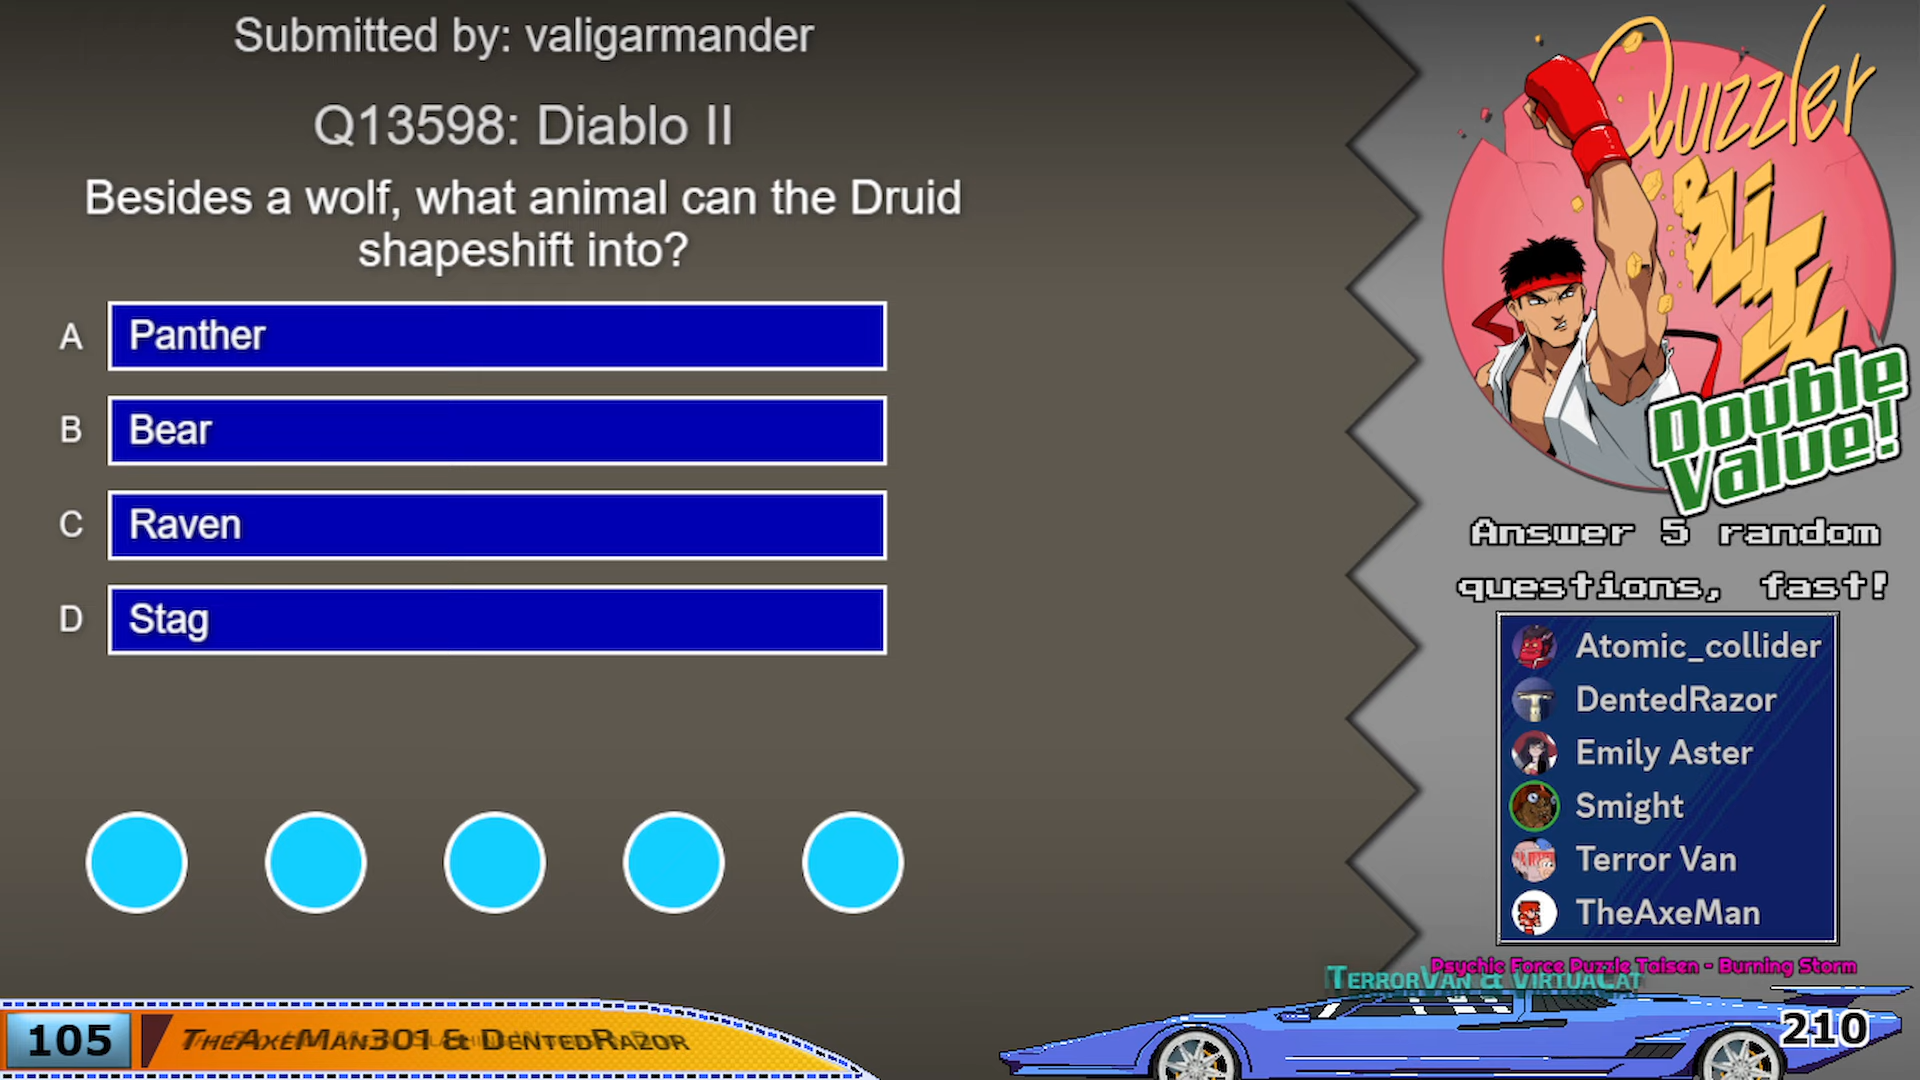 Submitted by: valigarmander
Q13598: Diablo II
Besides a wolf, what animal can the Druid
shapeshift into?
A Panther
B Bear
C Raven
D Stag
Quizzler
Blitz
Double
Value!
Answer 5 random
questions, fast!
Atomic_collider
DentedRazor
Emily Aster
Smight
Terror Van
TheAxeMan
Psychic Force Puzzle Taisen - Burning Storm
TerrorVan & VirtuaCat
105
TheAxeMan301 & DentedRazor
210